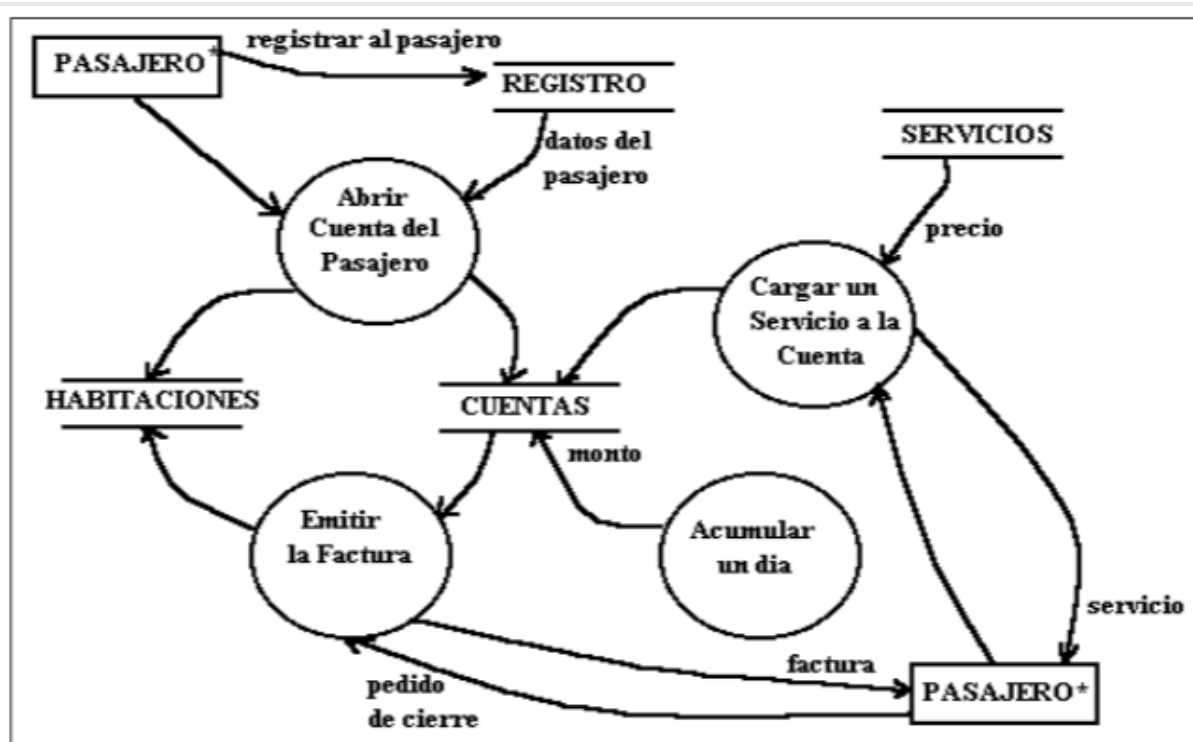 registrar al pasajero
PASAJERO*
REGISTRO
SERVICIOS
datos del
pasajero
Abrir
Cuenta del
Pasajero
precio
Cargar un
Servicio a la
Cuenta
HABITACIONES
CUENTAS
monto
Emitir
la Factura
Acumular
un dia
servicio
factura
pedido
de cierre
PASAJERO*